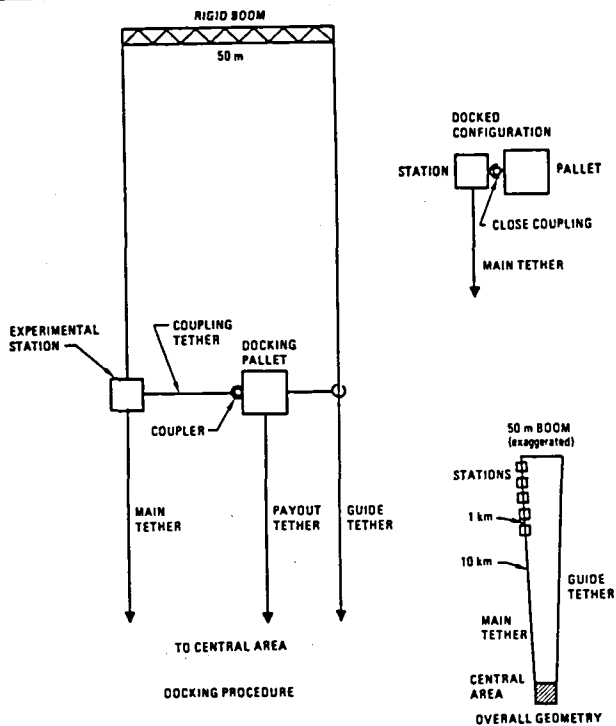 RIGID BOOM
50 m
DOCKED
CONFIGURATION
STATION
PALLET
CLOSE COUPLING
MAIN TETHER
EXPERIMENTAL
STATION
COUPLING
TETHER
DOCKING
PALLET
COUPLER
MAIN
TETHER
PAYOUT
TETHER
GUIDE
TETHER
TO CENTRAL AREA
DOCKING PROCEDURE
50 m BOOM
(exaggerated)
STATIONS
1 km
10 km
GUIDE
TETHER
MAIN
TETHER
CENTRAL
AREA
OVERALL GEOMETRY